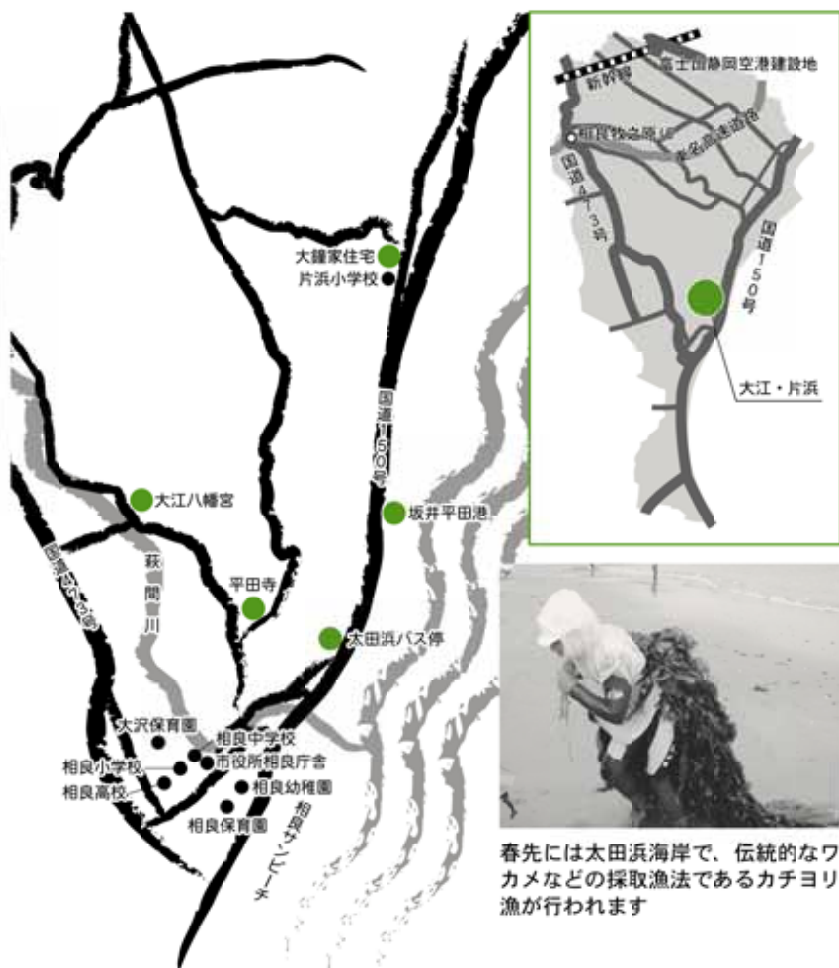 大鐘家住宅
片浜小学校
国道150号
大江八幡宮
坂井平田港
国道473号
萩間川
平田寺
太田浜バス停
大沢保育園
相良中学校
市役所相良庁舎
相良小学校
相良高校
相良幼稚園
相良保育園
相良サンビーチ
富士山静岡空港建設地
新幹線
相良牧之原IC
東名高速道路
国道473号
国道150号
大江・片浜
春先には太田浜海岸で、伝統的なワ
カメなどの採取漁法であるカチヨリ
漁が行われます